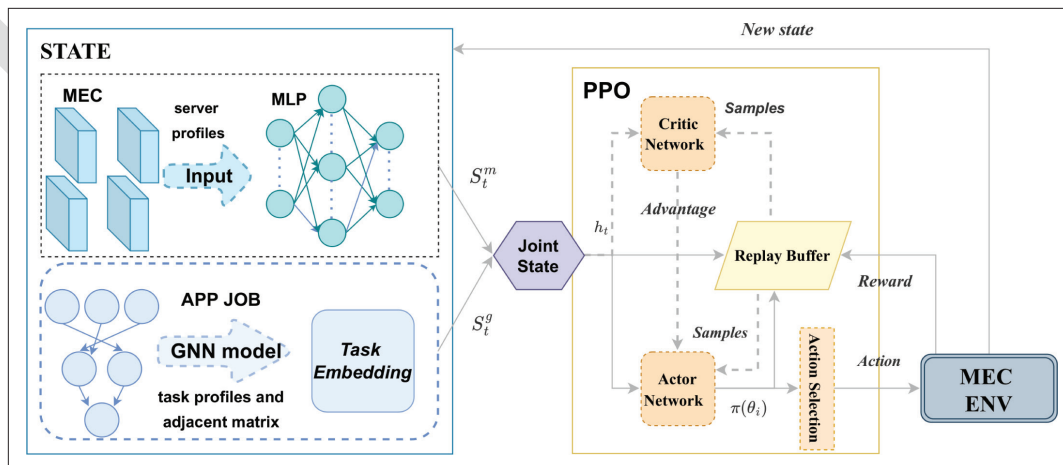 STATE
MEC
server
profiles
MLP
Input
APP JOB
GNN model
task profiles and
adjacent matrix
Task
Embedding
S_t^m
S_t^g
Joint
State
h_t
PPO
Critic
Network
Samples
Advantage
Replay Buffer
Samples
Actor
Network
π(θ_i)
Action Selection
New state
Reward
Action
MEC
ENV